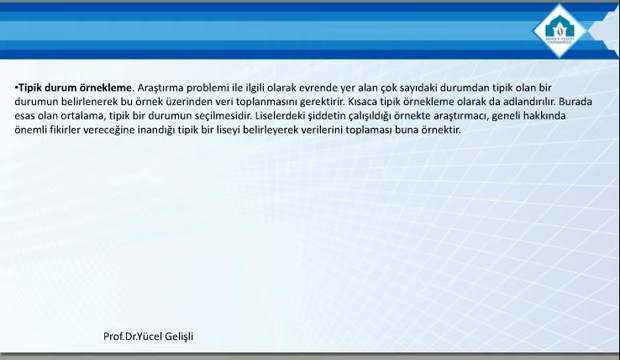 •Tipik durum örnekleme. Araştırma problemi ile ilgili olarak evrende yer alan çok sayıdaki durumdan tipik olan bir
durumun belirlenerek bu örnek üzerinden veri toplanmasını gerektirir. Kısaca tipik örnekleme olarak da adlandırılır. Burada
esas olan ortalama, tipik bir durumun seçilmesidir. Liselerdeki şiddetin çalışıldığı örnekte araştırmacı, geneli hakkında
önemli fikirler vereceğine inandığı tipik bir liseyi belirleyerek verilerini toplaması buna örnektir.
Prof.Dr.Yücel Gelişli